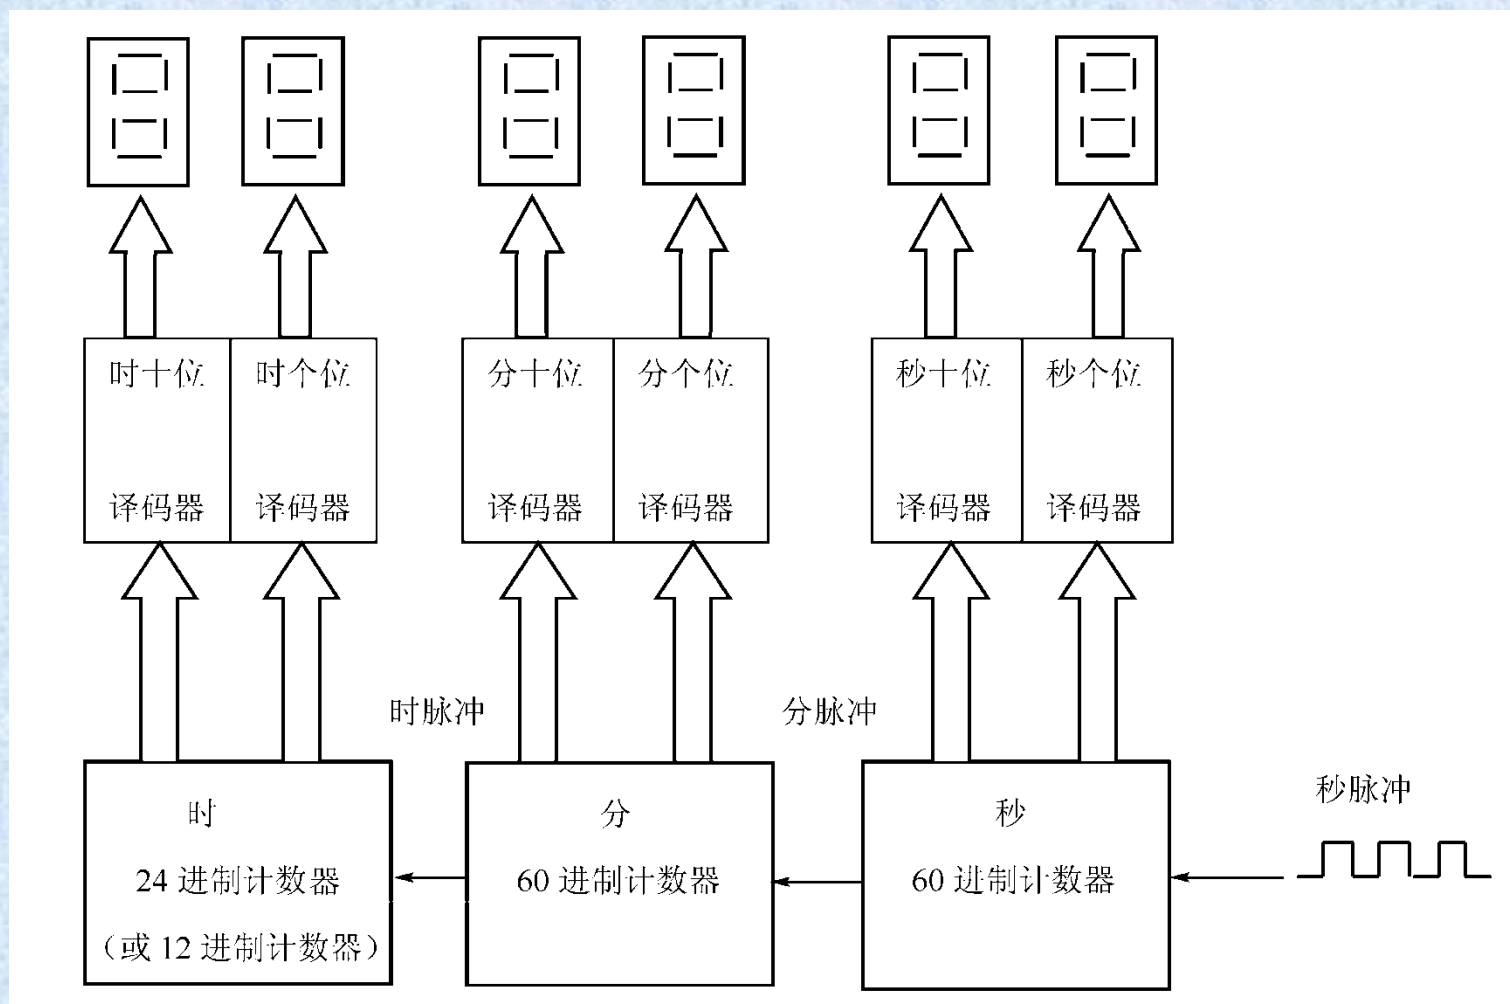 时十位
译码器
时个位
译码器
分十位
译码器
分个位
译码器
秒十位
译码器
秒个位
译码器
时脉冲
分脉冲
秒脉冲
时
24 进制计数器
（或 12 进制计数器）
分
60 进制计数器
秒
60 进制计数器